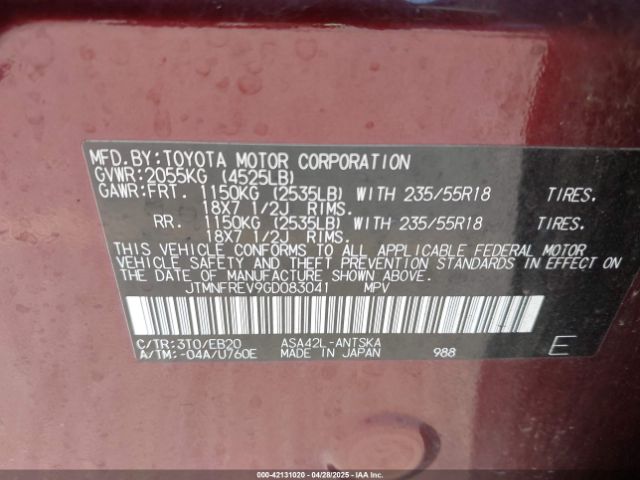 MFD.BY:TOYOTA MOTOR CORPORATION
GVWR:2055KG (4525LB)
GAWR:FRT. 1150KG (2535LB) WITH 235/55R18 TIRES.
18X7 1/2J RIMS.
RR. 1150KG (2535LB) WITH 235/55R18 TIRES.
18X7 1/2J RIMS.
THIS VEHICLE CONFORMS TO ALL APPLICABLE FEDERAL MOTOR
VEHICLE SAFETY AND THEFT PREVENTION STANDARDS IN EFFECT ON
THE DATE OF MANUFACTURE SHOWN ABOVE.
JTMNFREV9GD083041 MPV
C/TR:3T0/EB20 ASA42L-ANTSKA
A/TM:-04A/U760E MADE IN JAPAN 988 E
000-42131020 04/28/2025 IAAI.COM